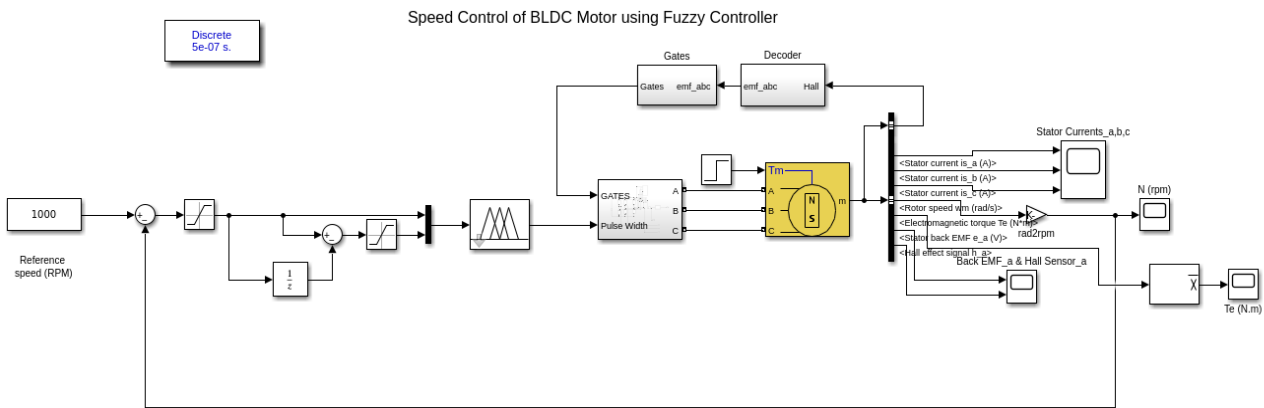 Speed Control of BLDC Motor using Fuzzy Controller
Discrete
5e-07 s.
Gates
Decoder
Gates
emf_abc
emf_abc
Hall
Stator Currents_a,b,c
<Stator current is_a (A)>
<Stator current is_b (A)>
<Stator current is_c (A)>
<Rotor speed wm (rad/s)>
<Electromagnetic torque Te (N*m)>
<Stator back EMF e_a (V)>
<Hall effect signal h_a>
Tm
A
B
C
N
S
m
GATES
Pulse Width
A
B
C
N (rpm)
K-
rad2rpm
1000
Reference
speed (RPM)
+
−
+
−
1
z
Back EMF_a & Hall Sensor_a
X
Te (N.m)